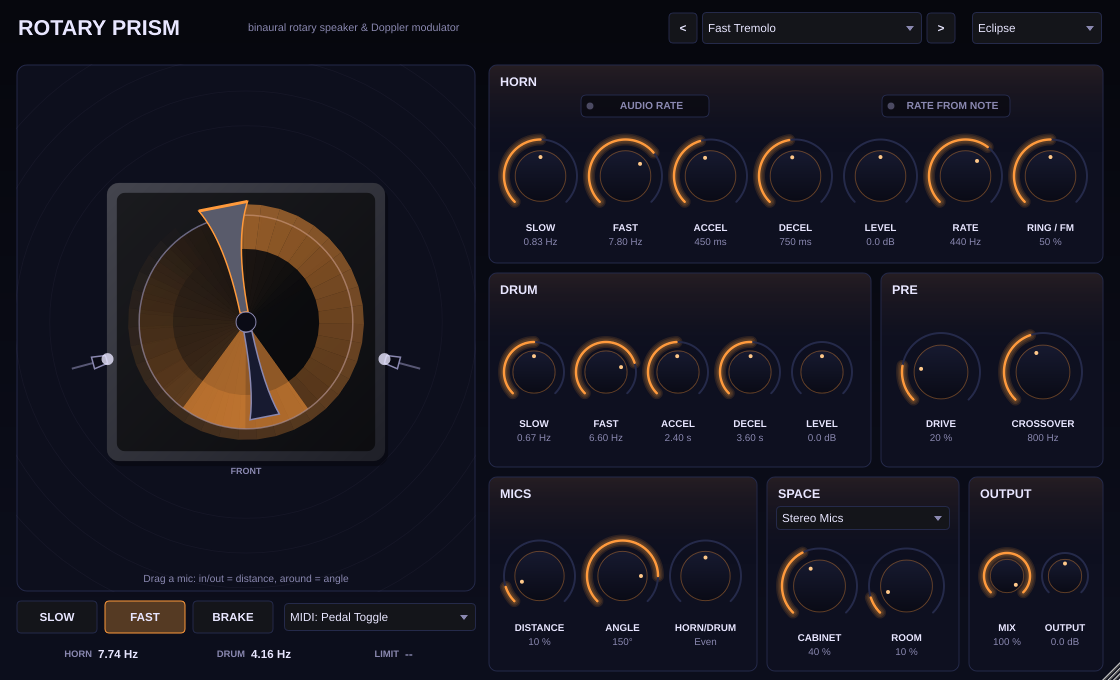 ROTARY PRISM
binaural rotary speaker & Doppler modulator
<
Fast Tremolo
>
Eclipse
FRONT
Drag a mic: in/out = distance, around = angle
SLOW
FAST
BRAKE
MIDI: Pedal Toggle
HORN 7.74 Hz
DRUM 4.16 Hz
LIMIT --
HORN
AUDIO RATE
RATE FROM NOTE
SLOW FAST ACCEL DECEL LEVEL RATE RING / FM
0.83 Hz 7.80 Hz 450 ms 750 ms 0.0 dB 440 Hz 50 %
DRUM
SLOW FAST ACCEL DECEL LEVEL
0.67 Hz 6.60 Hz 2.40 s 3.60 s 0.0 dB
PRE
DRIVE CROSSOVER
20 % 800 Hz
MICS
DISTANCE ANGLE HORN/DRUM
10 % 150° Even
SPACE
Stereo Mics
CABINET ROOM
40 % 10 %
OUTPUT
MIX OUTPUT
100 % 0.0 dB